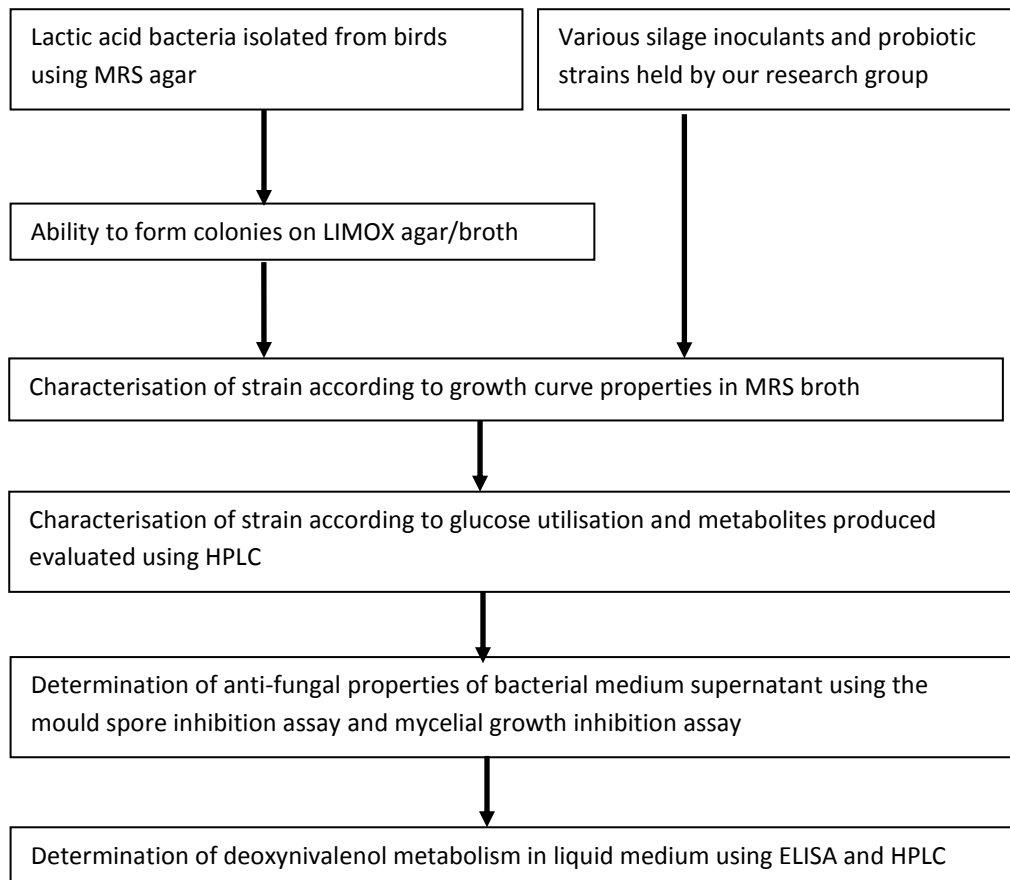 Lactic acid bacteria isolated from birds
using MRS agar
Various silage inoculants and probiotic
strains held by our research group
Ability to form colonies on LIMOX agar/broth
Characterisation of strain according to growth curve properties in MRS broth
Characterisation of strain according to glucose utilisation and metabolites produced
evaluated using HPLC
Determination of anti-fungal properties of bacterial medium supernatant using the
mould spore inhibition assay and mycelial growth inhibition assay
Determination of deoxynivalenol metabolism in liquid medium using ELISA and HPLC